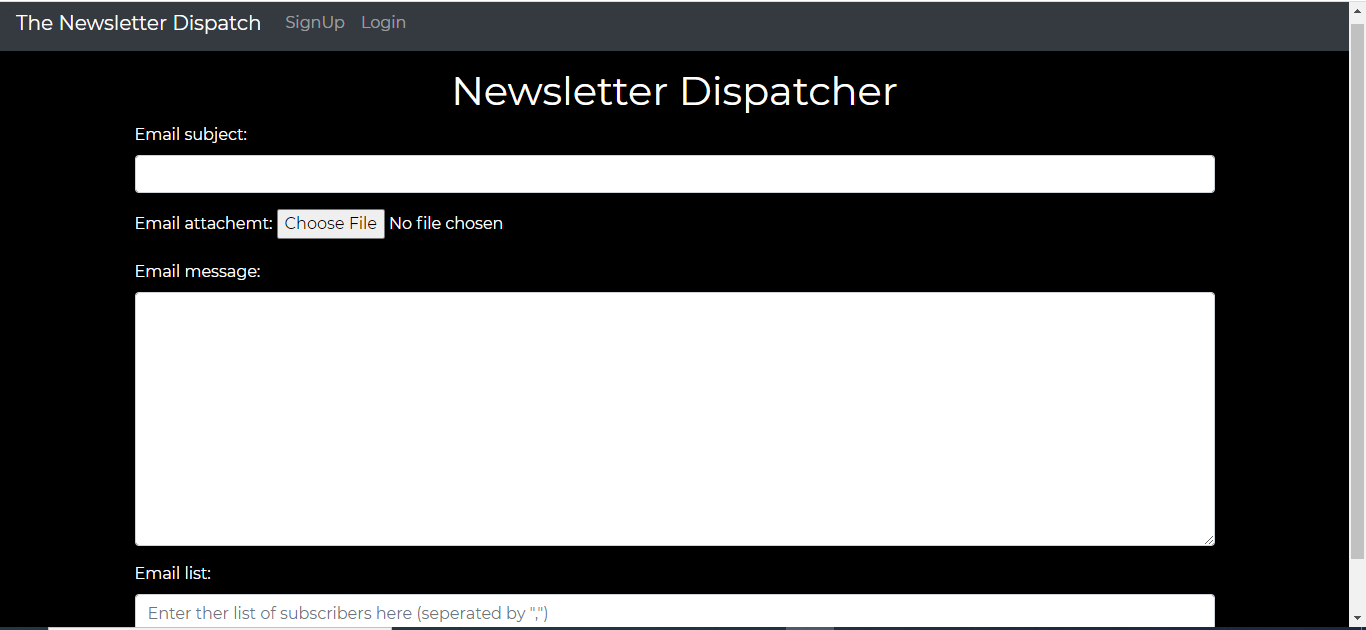 The Newsletter Dispatch SignUp Login
Newsletter Dispatcher
Email subject:
Email attachemt: Choose File No file chosen
Email message:
Email list:
Enter ther list of subscribers here (seperated by ",")